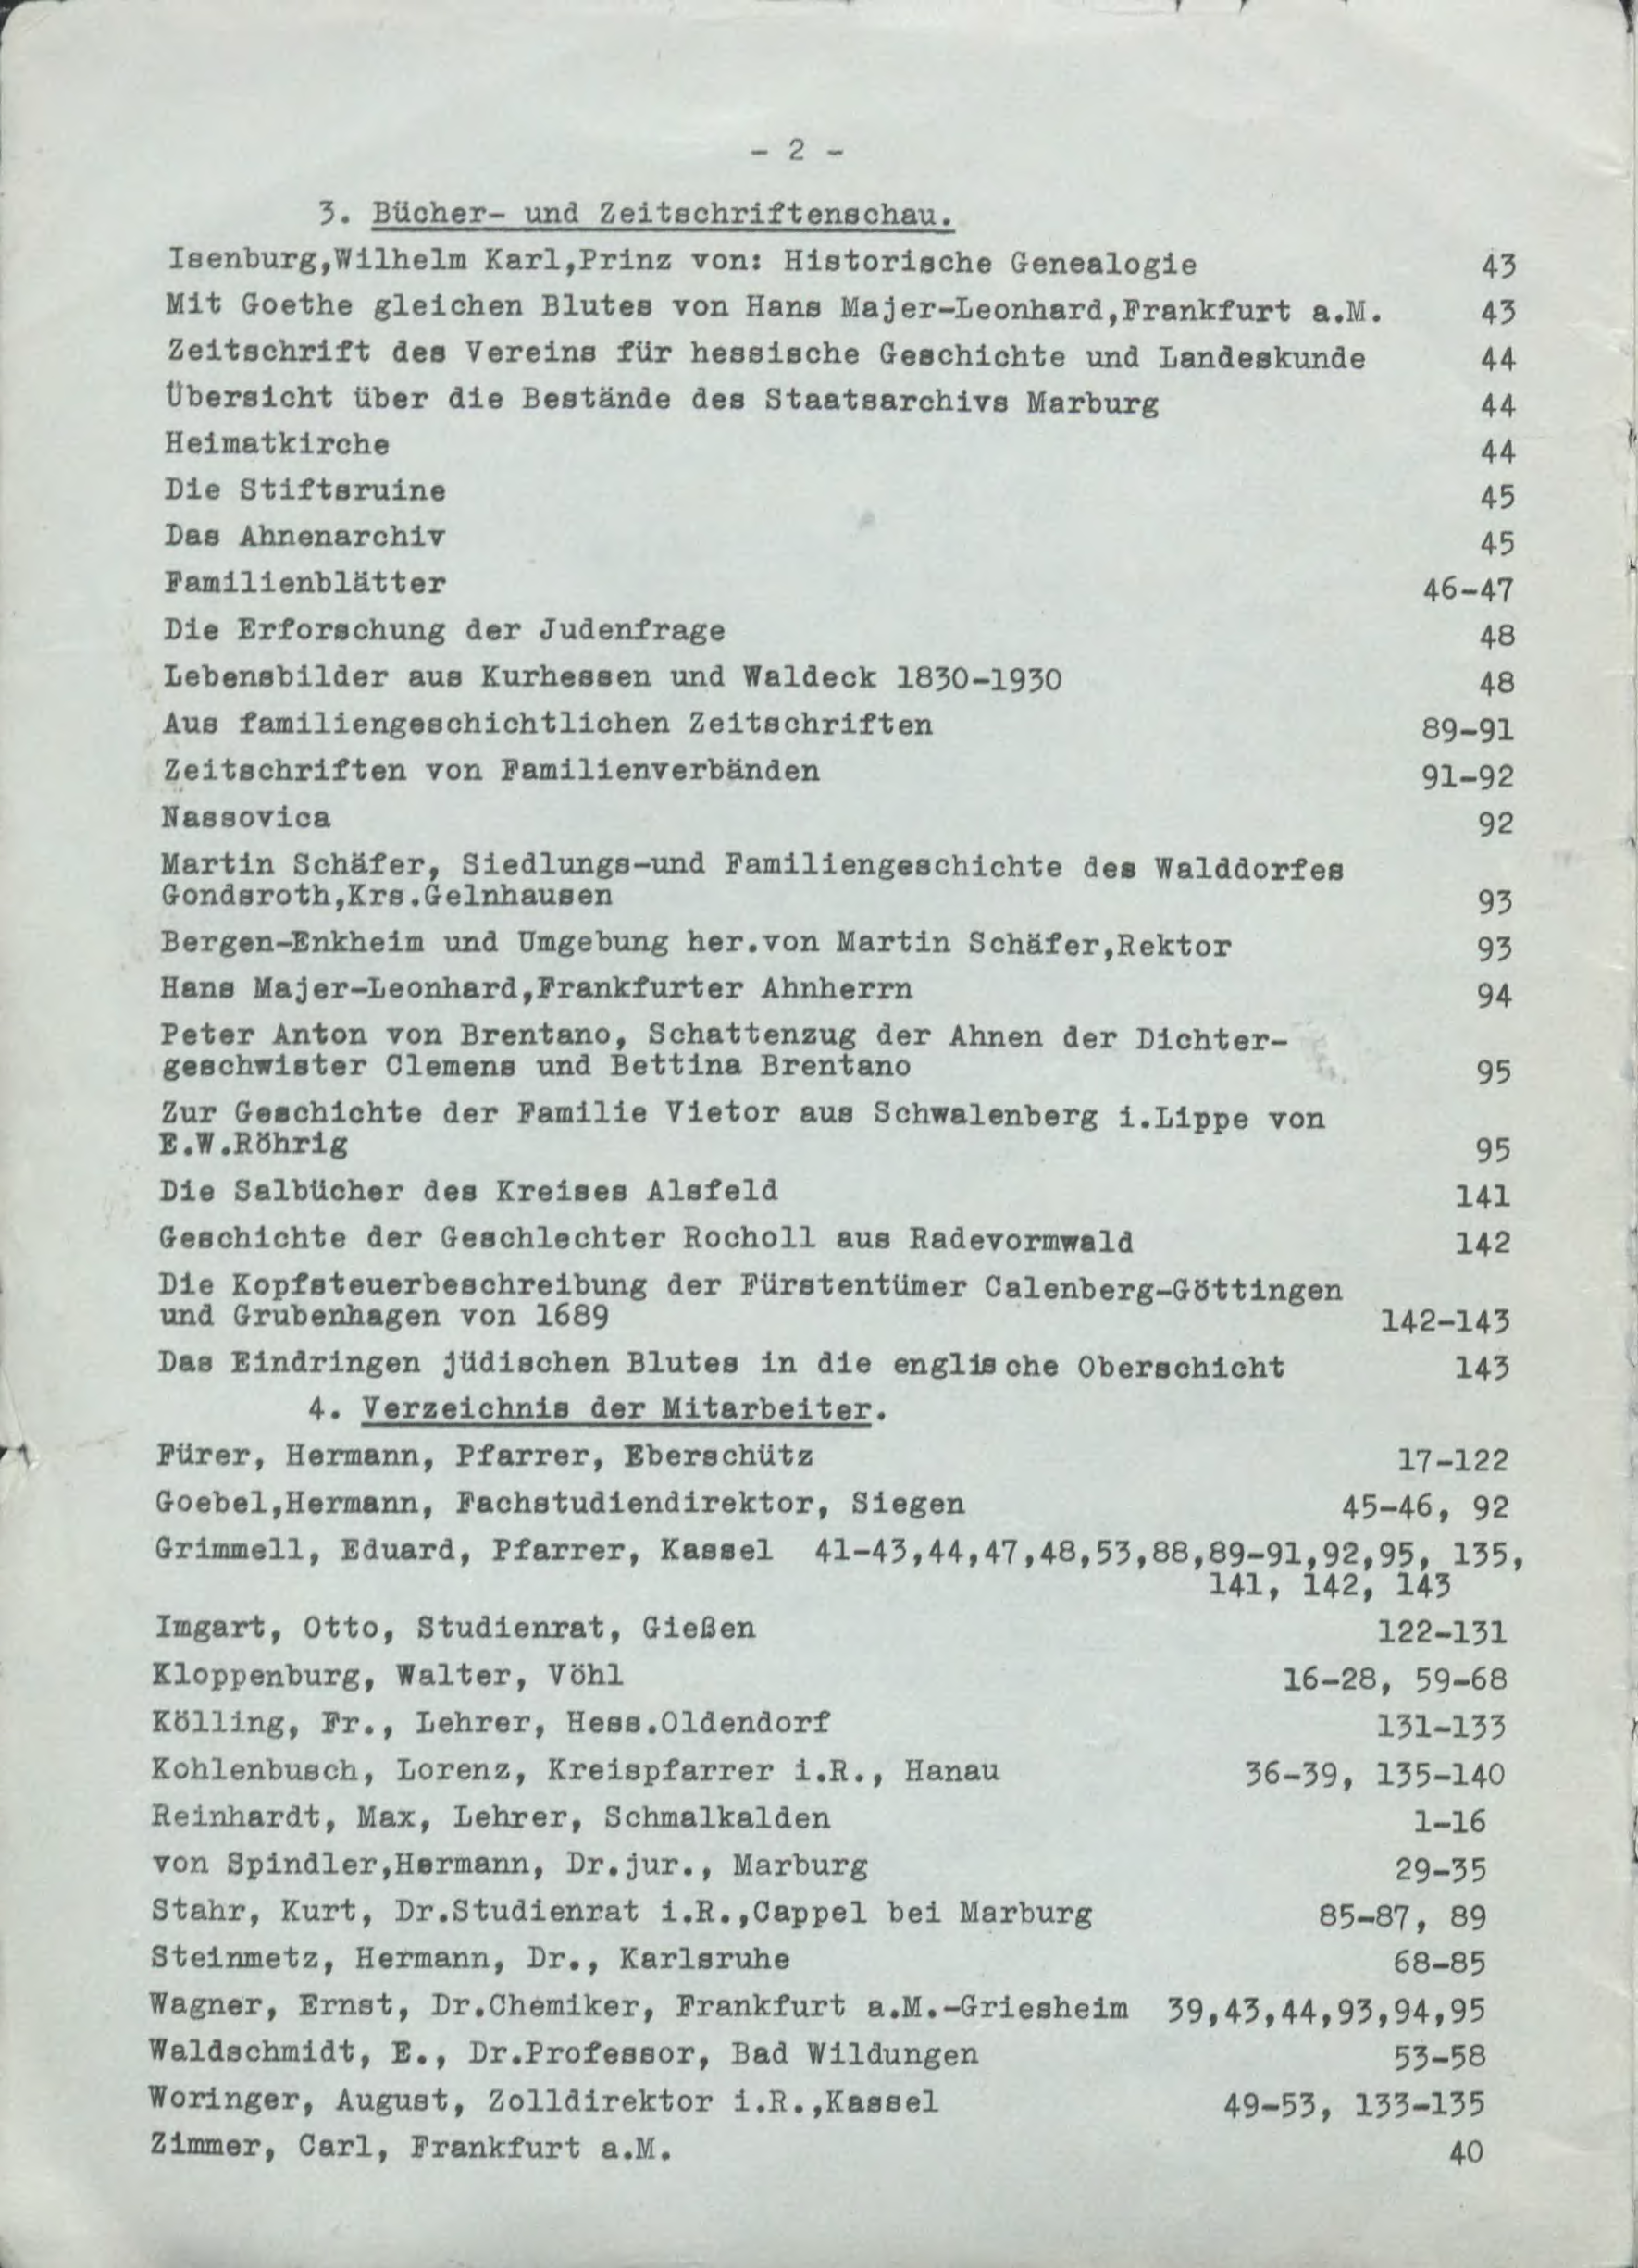 - 2 -
3. Bücher- und Zeitschriftenschau.
Isenburg,Wilhelm Karl,Prinz von: Historische Genealogie 43
Mit Goethe gleichen Blutes von Hans Majer-Leonhard,Frankfurt a.M. 43
Zeitschrift des Vereins für hessische Geschichte und Landeskunde 44
Übersicht über die Bestände des Staatsarchivs Marburg 44
Heimatkirche 44
Die Stiftsruine 45
Das Ahnenarchiv 45
Familienblätter 46-47
Die Erforschung der Judenfrage 48
Lebensbilder aus Kurhessen und Waldeck 1830-1930 48
Aus familiengeschichtlichen Zeitschriften 89-91
Zeitschriften von Familienverbänden 91-92
Nassovica 92
Martin Schäfer, Siedlungs-und Familiengeschichte des Walddorfes
Gondsroth,Krs.Gelnhausen 93
Bergen-Enkheim und Umgebung her.von Martin Schäfer,Rektor 93
Hans Majer-Leonhard,Frankfurter Ahnherrn 94
Peter Anton von Brentano, Schattenzug der Ahnen der Dichter-
geschwister Clemens und Bettina Brentano 95
Zur Geschichte der Familie Vietor aus Schwalenberg i.Lippe von
E.W.Röhrig 95
Die Salbücher des Kreises Alsfeld 141
Geschichte der Geschlechter Rocholl aus Radevormwald 142
Die Kopfsteuerbeschreibung der Fürstentümer Calenberg-Göttingen
und Grubenhagen von 1689 142-143
Das Eindringen jüdischen Blutes in die englische Oberschicht 143
4. Verzeichnis der Mitarbeiter.
Fürer, Hermann, Pfarrer, Eberschütz 17-122
Goebel,Hermann, Fachstudiendirektor, Siegen 45-46, 92
Grimmell, Eduard, Pfarrer, Kassel 41-43,44,47,48,53,88,89-91,92,95, 135,
141, 142, 143
Imgart, Otto, Studienrat, Gießen 122-131
Kloppenburg, Walter, Vöhl 16-28, 59-68
Kölling, Fr., Lehrer, Hess.Oldendorf 131-133
Kohlenbusch, Lorenz, Kreispfarrer i.R., Hanau 36-39, 135-140
Reinhardt, Max, Lehrer, Schmalkalden 1-16
von Spindler,Hermann, Dr.jur., Marburg 29-35
Stahr, Kurt, Dr.Studienrat i.R.,Cappel bei Marburg 85-87, 89
Steinmetz, Hermann, Dr., Karlsruhe 68-85
Wagner, Ernst, Dr.Chemiker, Frankfurt a.M.-Griesheim 39,43,44,93,94,95
Waldschmidt, E., Dr.Professor, Bad Wildungen 53-58
Woringer, August, Zolldirektor i.R.,Kassel 49-53, 133-135
Zimmer, Carl, Frankfurt a.M. 40